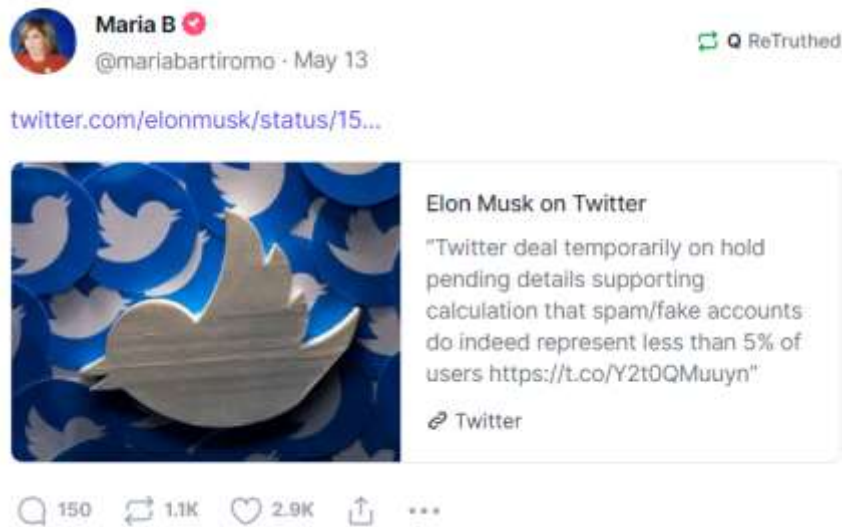 Maria B
@mariabartiromo · May 13
Q ReTruthed
twitter.com/elonmusk/status/15...
Elon Musk on Twitter
"Twitter deal temporarily on hold
pending details supporting
calculation that spam/fake accounts
do indeed represent less than 5% of
users https://t.co/Y2t0QMuuyn"
Twitter
150 1.1K 2.9K